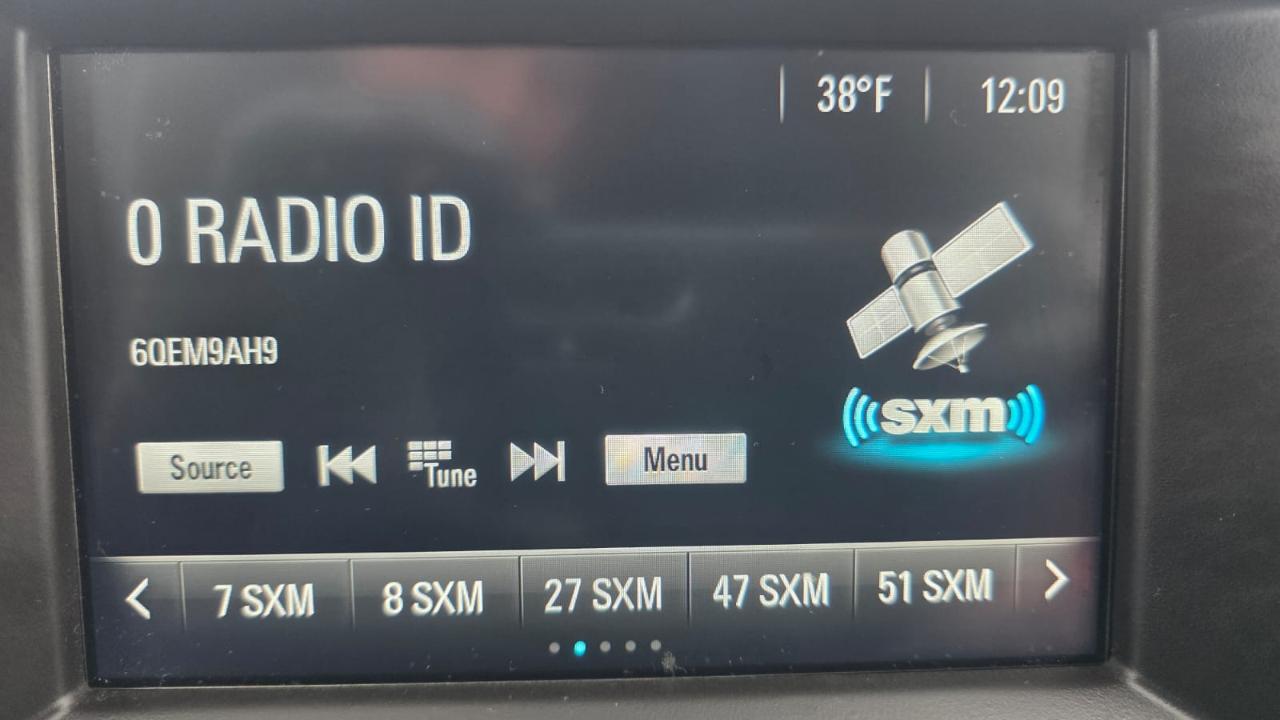 38°F 12:09
0 RADIO ID
6QEM9AH9
sxm
Source Tune Menu
7 SXM 8 SXM 27 SXM 47 SXM 51 SXM